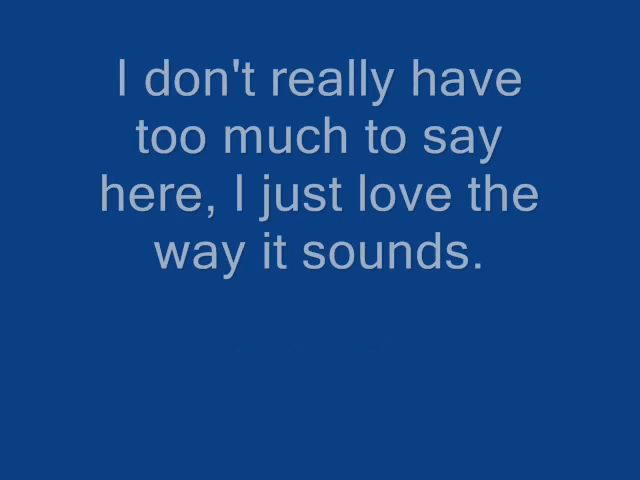 I don't really have
too much to say
here, I just love the
way it sounds.